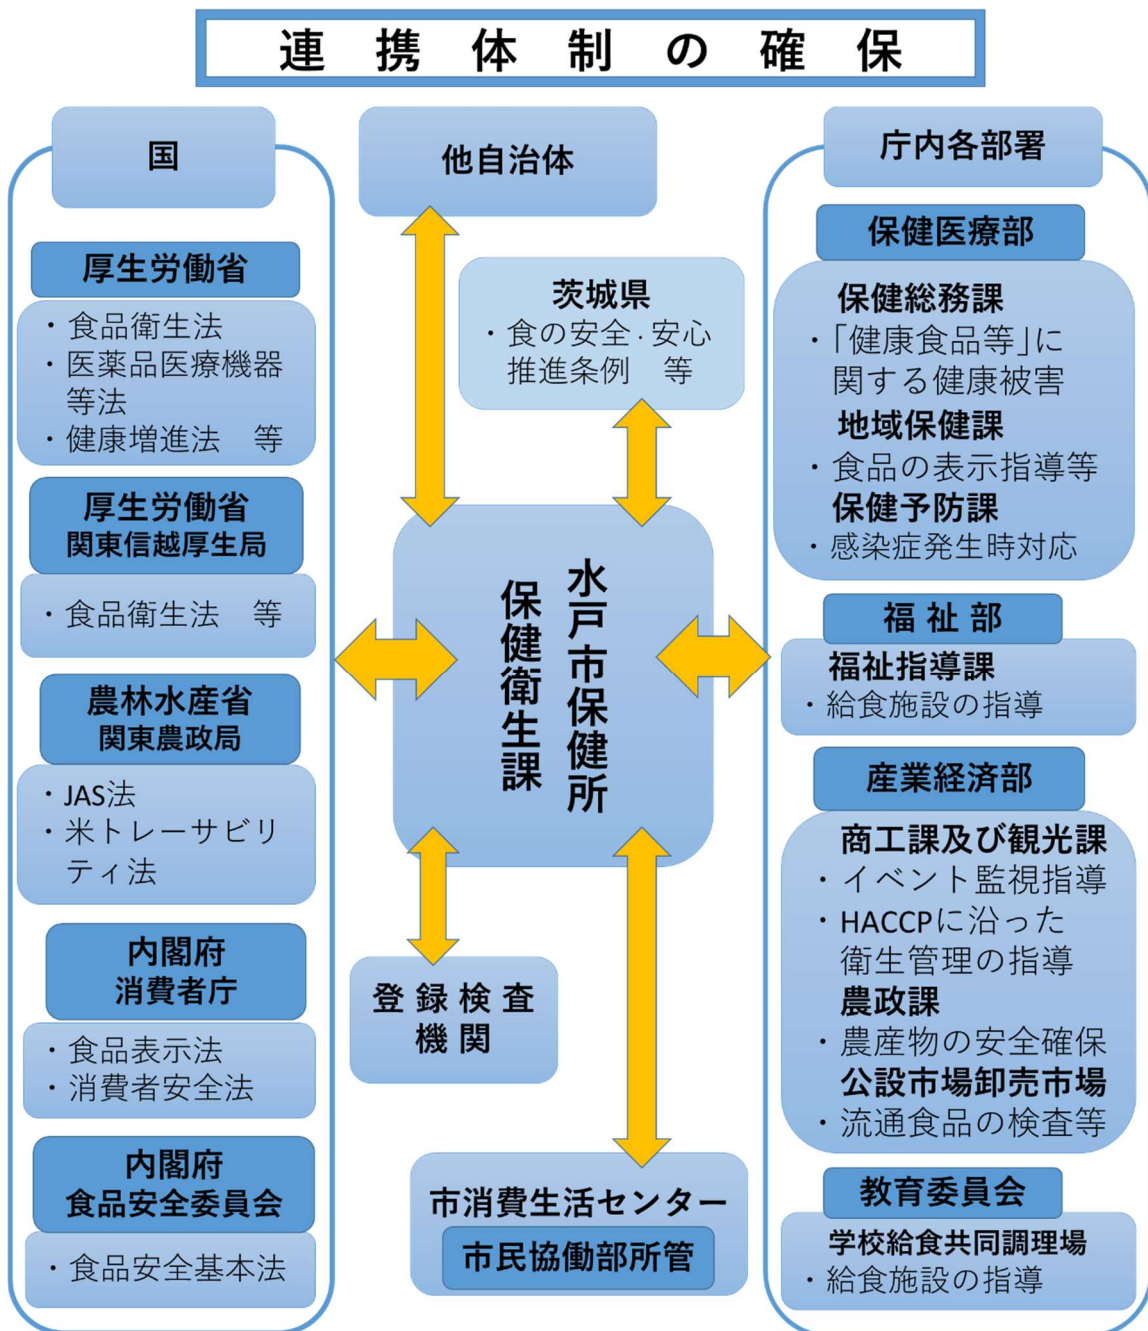 連携体制の確保
国
厚生労働省
・食品衛生法
・医薬品医療機器
等法
・健康増進法 等
厚生労働省
関東信越厚生局
・食品衛生法 等
農林水産省
関東農政局
・JAS法
・米トレーサビリ
ティ法
内閣府
消費者庁
・食品表示法
・消費者安全法
内閣府
食品安全委員会
・食品安全基本法
他自治体
茨城県
・食の安全・安心
推進条例 等
水戸市保健所
保健衛生課
登録検査
機関
市消費生活センター
市民協働部所管
庁内各部署
保健医療部
保健総務課
・「健康食品等」に
関する健康被害
地域保健課
・食品の表示指導等
保健予防課
・感染症発生時対応
福祉部
福祉指導課
・給食施設の指導
産業経済部
商工課及び観光課
・イベント監視指導
・HACCPに沿った
衛生管理の指導
農政課
・農産物の安全確保
公設市場卸売市場
・流通食品の検査等
教育委員会
学校給食共同調理場
・給食施設の指導